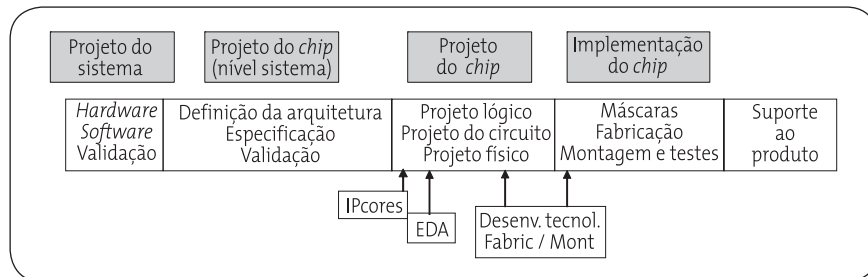 Projeto do
sistema
Projeto do chip
(nível sistema)
Projeto
do chip
Implementação
do chip
Hardware
Software
Validação
Definição da arquitetura
Especificação
Validação
Projeto lógico
Projeto do circuito
Projeto físico
Máscaras
Fabricação
Montagem e testes
Suporte
ao
produto
IPcores
EDA
Desenv. tecnol.
Fabric / Mont